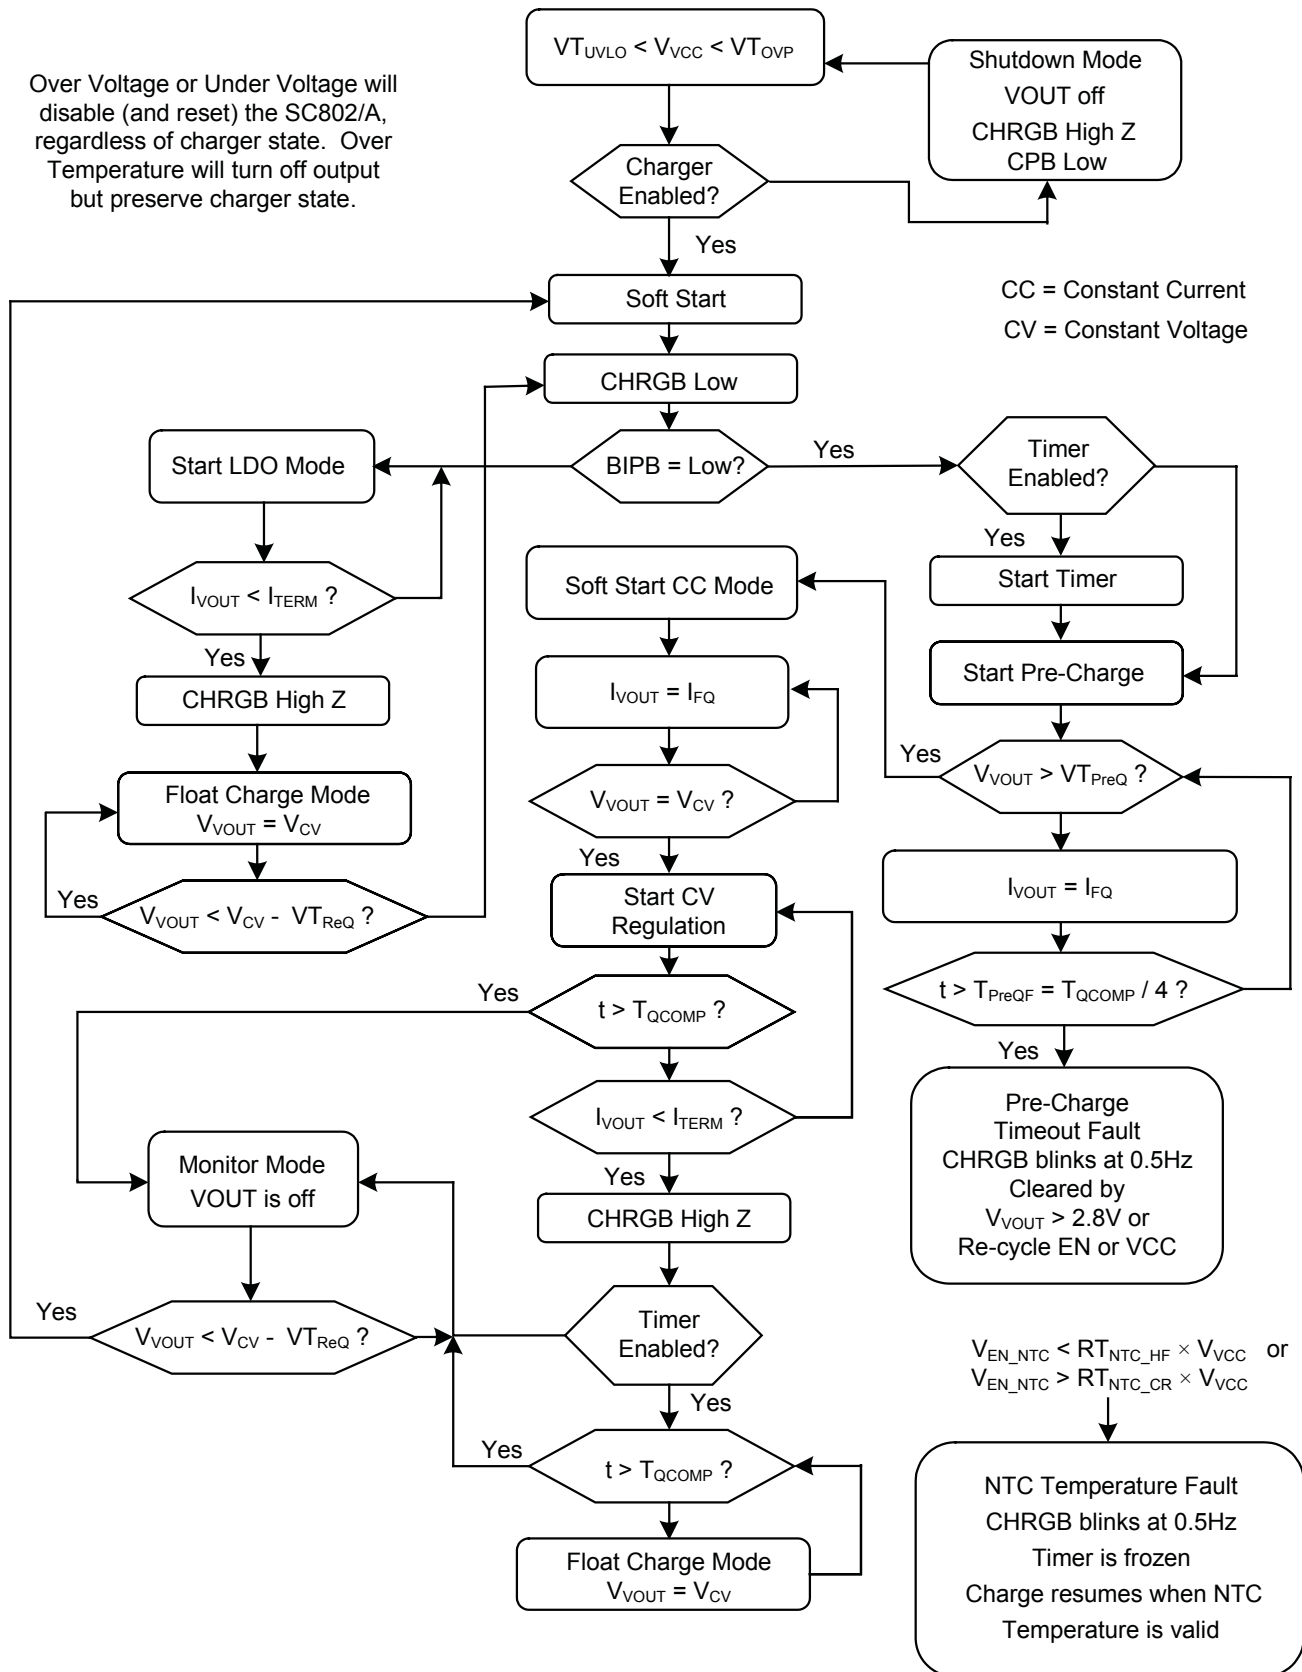 VT_UVLO < V_VCC < VT_OVP
Shutdown Mode
VOUT off
CHRGB High Z
CPB Low
Over Voltage or Under Voltage will
disable (and reset) the SC802/A,
regardless of charger state. Over
Temperature will turn off output
but preserve charger state.
Charger
Enabled?
Yes
Soft Start
CC = Constant Current
CV = Constant Voltage
CHRGB Low
Start LDO Mode
BIPB = Low?
Yes
Timer
Enabled?
Yes
Start Timer
Soft Start CC Mode
I_VOUT < I_TERM ?
Yes
Start Pre-Charge
CHRGB High Z
I_VOUT = I_FQ
Yes
V_VOUT > VT_PreQ ?
Float Charge Mode
V_VOUT = V_CV
V_VOUT = V_CV ?
Yes
I_VOUT = I_FQ
Yes
V_VOUT < V_CV - VT_ReQ ?
Start CV
Regulation
Yes
t > T_QCOMP ?
t > T_PreQF = T_QCOMP / 4 ?
Yes
I_VOUT < I_TERM ?
Yes
Pre-Charge
Timeout Fault
CHRGB blinks at 0.5Hz
Cleared by
V_VOUT > 2.8V or
Re-cycle EN or VCC
Monitor Mode
VOUT is off
CHRGB High Z
Yes
V_VOUT < V_CV - VT_ReQ ?
Timer
Enabled?
Yes
V_EN_NTC < RT_NTC_HF × V_VCC or
V_EN_NTC > RT_NTC_CR × V_VCC
Yes
t > T_QCOMP ?
Float Charge Mode
V_VOUT = V_CV
NTC Temperature Fault
CHRGB blinks at 0.5Hz
Timer is frozen
Charge resumes when NTC
Temperature is valid